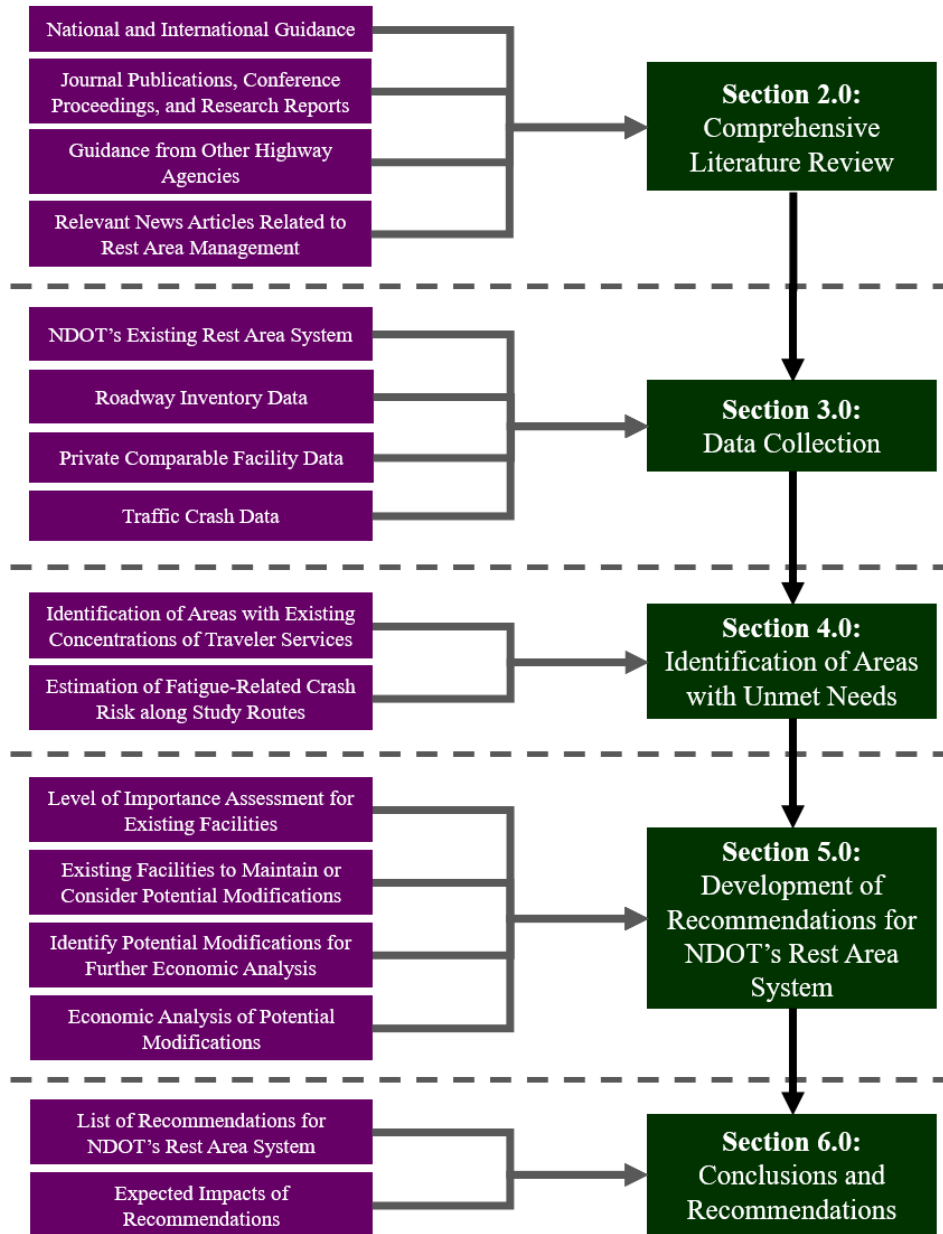 National and International Guidance
Journal Publications, Conference
Proceedings, and Research Reports
Guidance from Other Highway
Agencies
Relevant News Articles Related to
Rest Area Management
Section 2.0:
Comprehensive
Literature Review
NDOT's Existing Rest Area System
Roadway Inventory Data
Private Comparable Facility Data
Traffic Crash Data
Section 3.0:
Data Collection
Identification of Areas with Existing
Concentrations of Traveler Services
Estimation of Fatigue-Related Crash
Risk along Study Routes
Section 4.0:
Identification of Areas
with Unmet Needs
Level of Importance Assessment for
Existing Facilities
Existing Facilities to Maintain or
Consider Potential Modifications
Identify Potential Modifications for
Further Economic Analysis
Economic Analysis of Potential
Modifications
Section 5.0:
Development of
Recommendations for
NDOT's Rest Area
System
List of Recommendations for
NDOT's Rest Area System
Expected Impacts of
Recommendations
Section 6.0:
Conclusions and
Recommendations